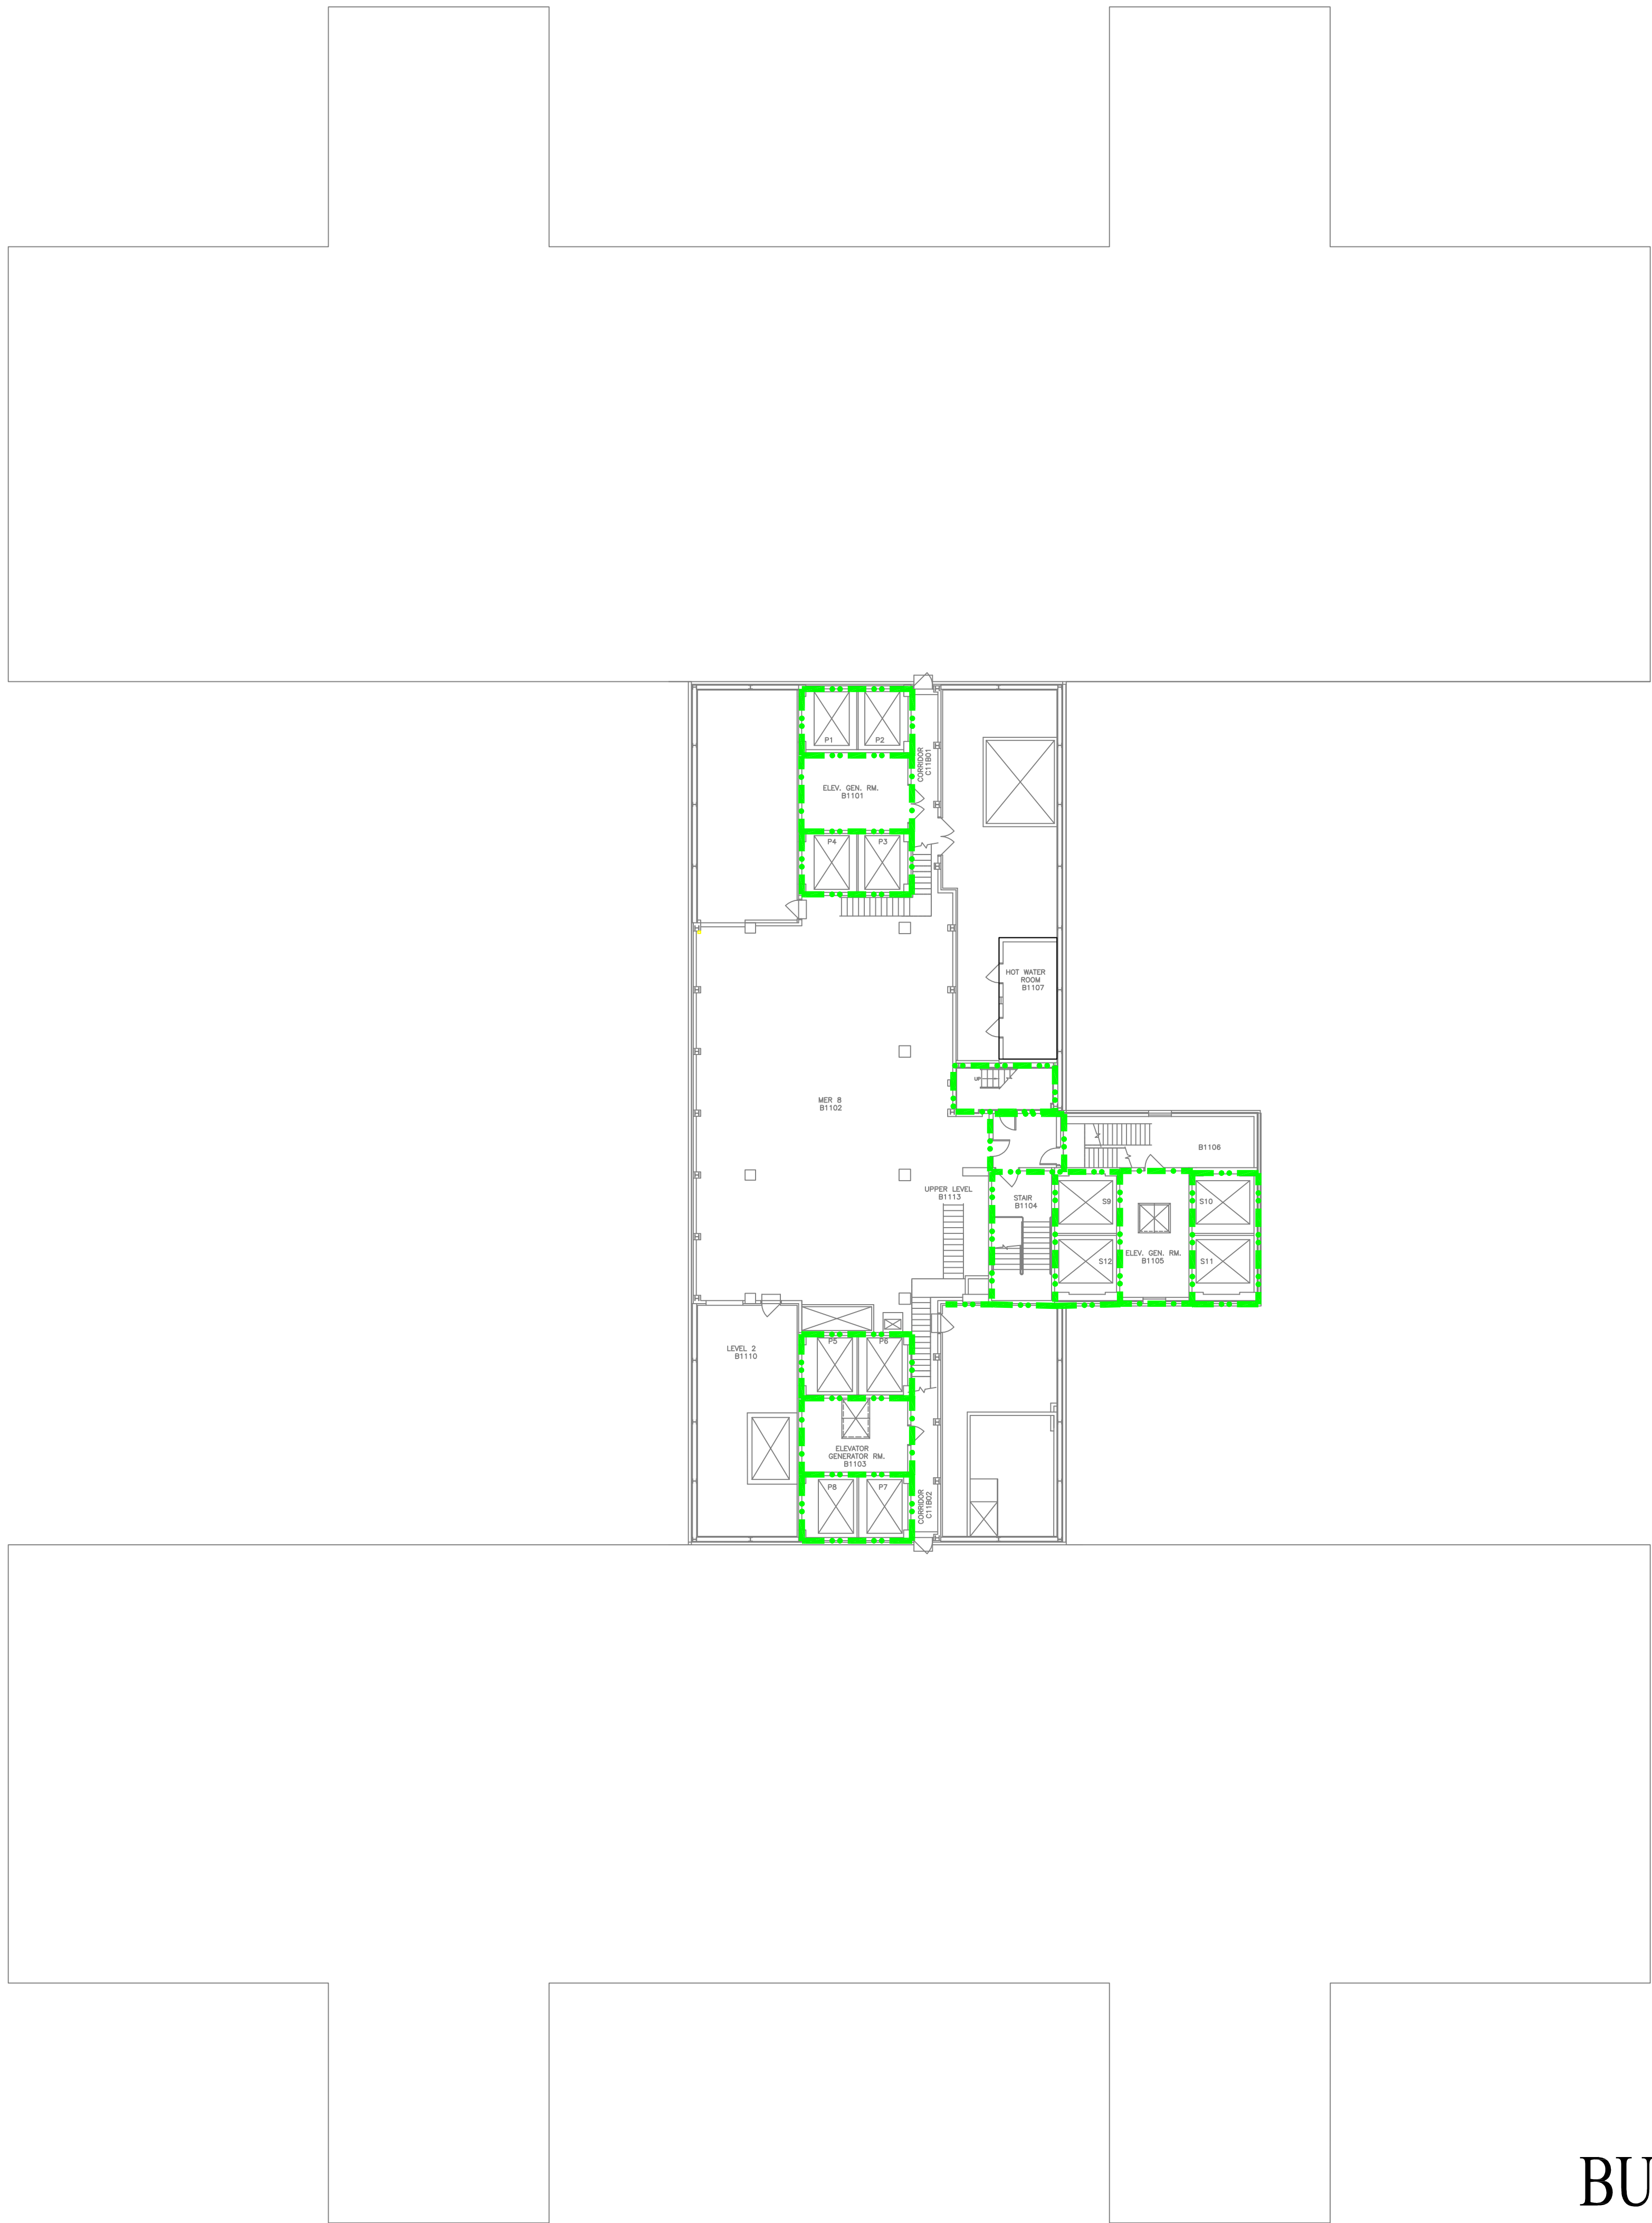 P1
P2
CORRIDOR
C11B01
ELEV. GEN. RM.
B1101
P4
P3
HOT WATER
ROOM
B1107
UP
MER 8
B1102
B1106
UPPER LEVEL
B1113
STAIR
B1104
S9
S10
ELEV. GEN. RM.
B1105
S12
S11
P5
P6
LEVEL 2
B1110
ELEVATOR
GENERATOR RM.
B1103
P8
P7
CORRIDOR
C11B02
BU